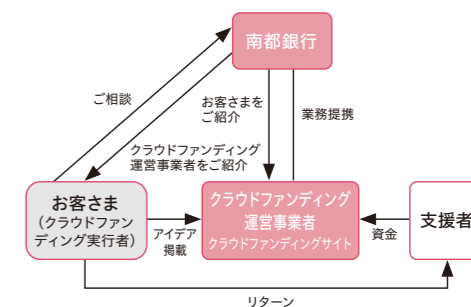 南都銀行
ご相談
お客さまを
ご紹介
業務提携
クラウドファンディング
運営事業者をご紹介
お客さま
(クラウドファン
ディング実行者)
アイデア
掲載
クラウドファンディング
運営事業者
クラウドファンディングサイト
資金
支援者
リターン